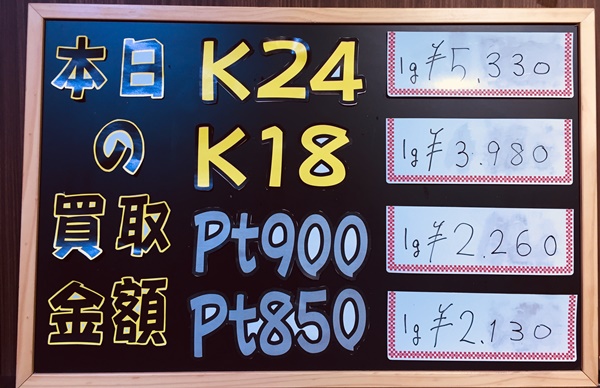 本日 K24 1g ¥5.330
の K18 1g ¥3.980
買取 Pt900 1g ¥2.260
金額 Pt850 1g ¥2.130